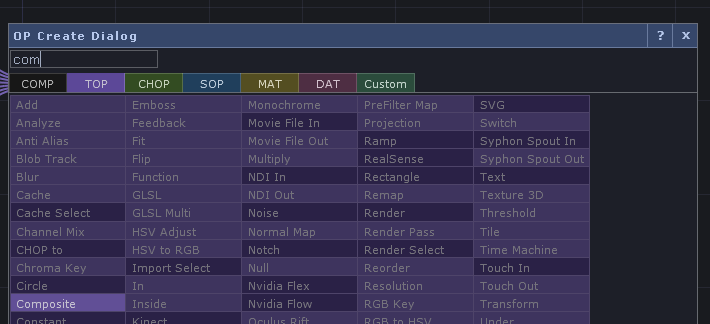 OP Create Dialog ? x
com
COMP TOP CHOP SOP MAT DAT Custom
Add Emboss Monochrome PreFilter Map SVG
Analyze Feedback Movie File In Projection Switch
Anti Alias Fit Movie File Out Ramp Syphon Spout In
Blob Track Flip Multiply RealSense Syphon Spout Out
Blur Function NDI In Rectangle Text
Cache GLSL NDI Out Remap Texture 3D
Cache Select GLSL Multi Noise Render Threshold
Channel Mix HSV Adjust Normal Map Render Pass Tile
CHOP to HSV to RGB Notch Render Select Time Machine
Chroma Key Import Select Null Reorder Touch In
Circle In Nvidia Flex Resolution Touch Out
Composite Inside Nvidia Flow RGB Key Transform
Constant Kinect Oculus Rift RGB to HSV Under